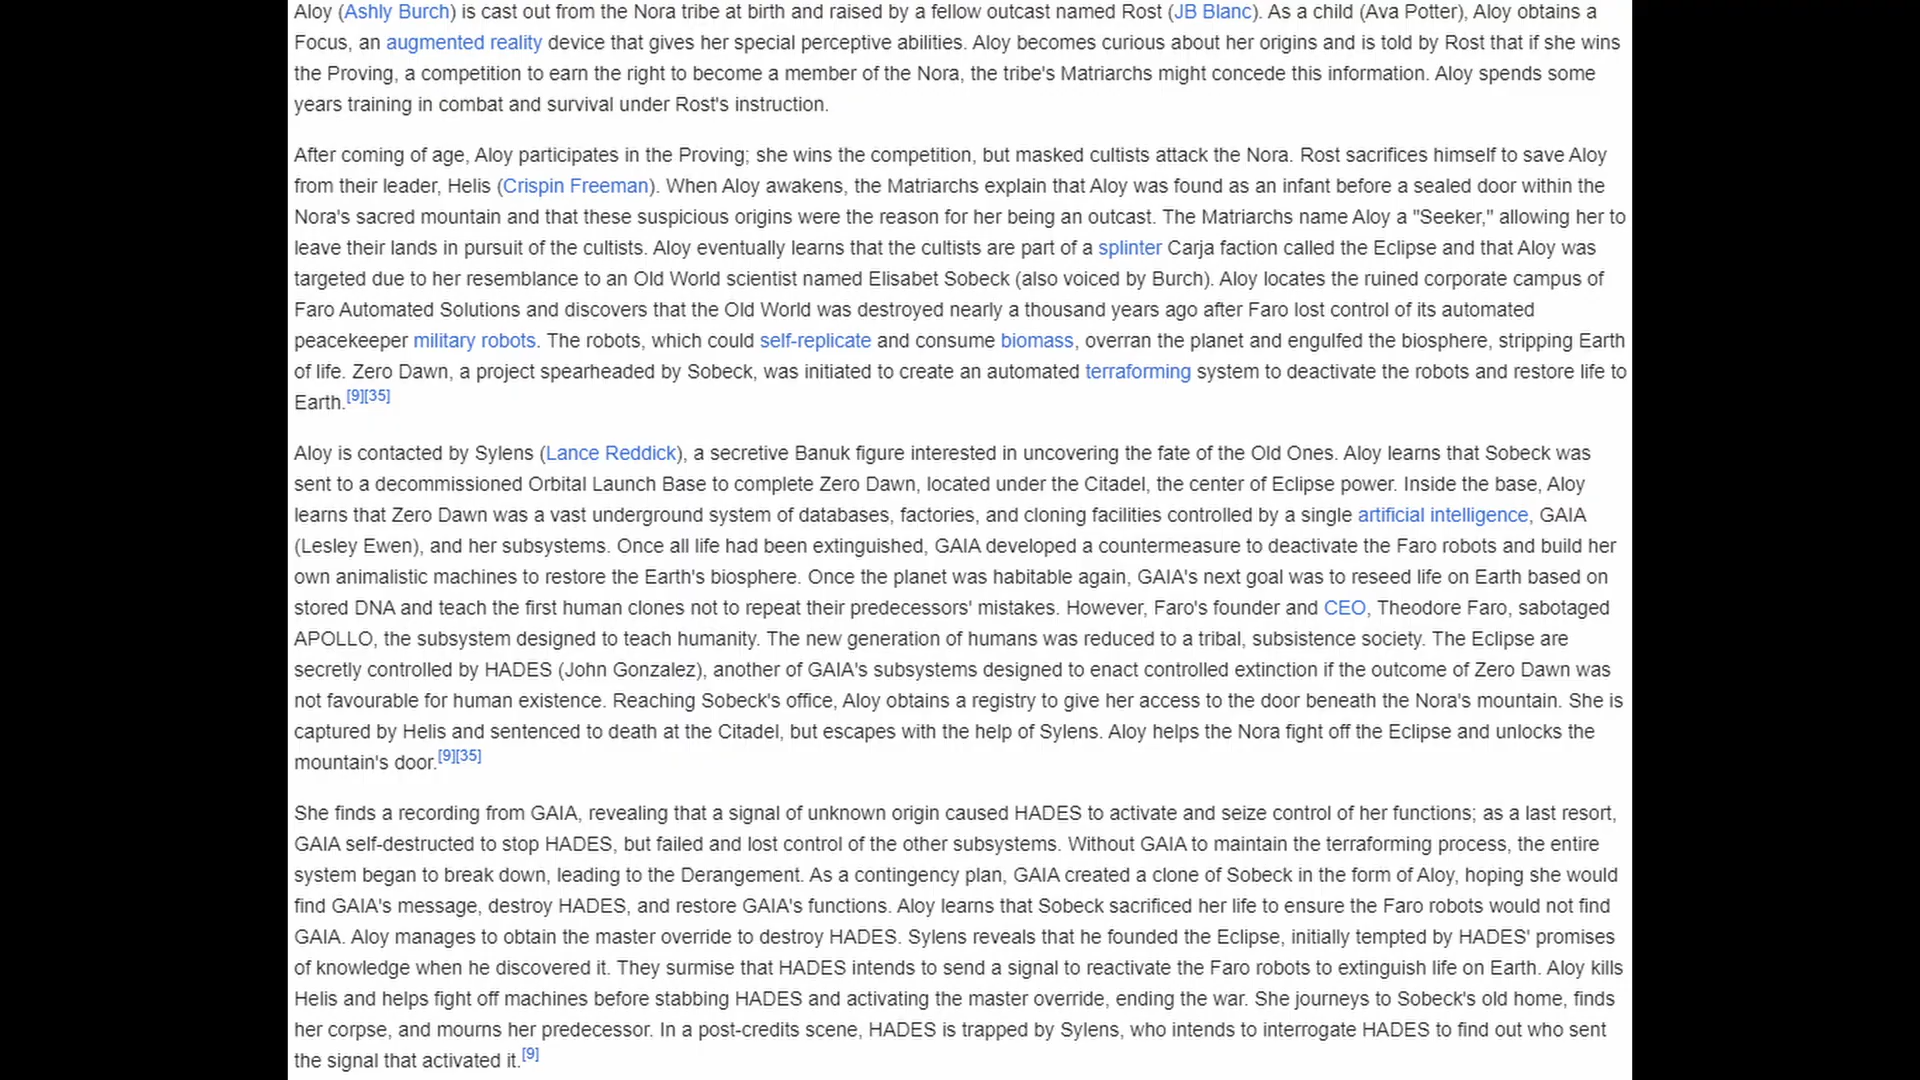 Aloy (Ashly Burch) is cast out from the Nora tribe at birth and raised by a fellow outcast named Rost (JB Blanc). As a child (Ava Potter), Aloy obtains a
Focus, an augmented reality device that gives her special perceptive abilities. Aloy becomes curious about her origins and is told by Rost that if she wins
the Proving, a competition to earn the right to become a member of the Nora, the tribe's Matriarchs might concede this information. Aloy spends some
years training in combat and survival under Rost's instruction.
After coming of age, Aloy participates in the Proving; she wins the competition, but masked cultists attack the Nora. Rost sacrifices himself to save Aloy
from their leader, Helis (Crispin Freeman). When Aloy awakens, the Matriarchs explain that Aloy was found as an infant before a sealed door within the
Nora's sacred mountain and that these suspicious origins were the reason for her being an outcast. The Matriarchs name Aloy a "Seeker," allowing her to
leave their lands in pursuit of the cultists. Aloy eventually learns that the cultists are part of a splinter Carja faction called the Eclipse and that Aloy was
targeted due to her resemblance to an Old World scientist named Elisabet Sobeck (also voiced by Burch). Aloy locates the ruined corporate campus of
Faro Automated Solutions and discovers that the Old World was destroyed nearly a thousand years ago after Faro lost control of its automated
peacekeeper military robots. The robots, which could self-replicate and consume biomass, overran the planet and engulfed the biosphere, stripping Earth
of life. Zero Dawn, a project spearheaded by Sobeck, was initiated to create an automated terraforming system to deactivate the robots and restore life to
Earth.[9][35]
Aloy is contacted by Sylens (Lance Reddick), a secretive Banuk figure interested in uncovering the fate of the Old Ones. Aloy learns that Sobeck was
sent to a decommissioned Orbital Launch Base to complete Zero Dawn, located under the Citadel, the center of Eclipse power. Inside the base, Aloy
learns that Zero Dawn was a vast underground system of databases, factories, and cloning facilities controlled by a single artificial intelligence, GAIA
(Lesley Ewen), and her subsystems. Once all life had been extinguished, GAIA developed a countermeasure to deactivate the Faro robots and build her
own animalistic machines to restore the Earth's biosphere. Once the planet was habitable again, GAIA's next goal was to reseed life on Earth based on
stored DNA and teach the first human clones not to repeat their predecessors' mistakes. However, Faro's founder and CEO, Theodore Faro, sabotaged
APOLLO, the subsystem designed to teach humanity. The new generation of humans was reduced to a tribal, subsistence society. The Eclipse are
secretly controlled by HADES (John Gonzalez), another of GAIA's subsystems designed to enact controlled extinction if the outcome of Zero Dawn was
not favourable for human existence. Reaching Sobeck's office, Aloy obtains a registry to give her access to the door beneath the Nora's mountain. She is
captured by Helis and sentenced to death at the Citadel, but escapes with the help of Sylens. Aloy helps the Nora fight off the Eclipse and unlocks the
mountain's door.[9][35]
She finds a recording from GAIA, revealing that a signal of unknown origin caused HADES to activate and seize control of her functions; as a last resort,
GAIA self-destructed to stop HADES, but failed and lost control of the other subsystems. Without GAIA to maintain the terraforming process, the entire
system began to break down, leading to the Derangement. As a contingency plan, GAIA created a clone of Sobeck in the form of Aloy, hoping she would
find GAIA's message, destroy HADES, and restore GAIA's functions. Aloy learns that Sobeck sacrificed her life to ensure the Faro robots would not find
GAIA. Aloy manages to obtain the master override to destroy HADES. Sylens reveals that he founded the Eclipse, initially tempted by HADES' promises
of knowledge when he discovered it. They surmise that HADES intends to send a signal to reactivate the Faro robots to extinguish life on Earth. Aloy kills
Helis and helps fight off machines before stabbing HADES and activating the master override, ending the war. She journeys to Sobeck's old home, finds
her corpse, and mourns her predecessor. In a post-credits scene, HADES is trapped by Sylens, who intends to interrogate HADES to find out who sent
the signal that activated it.[9]